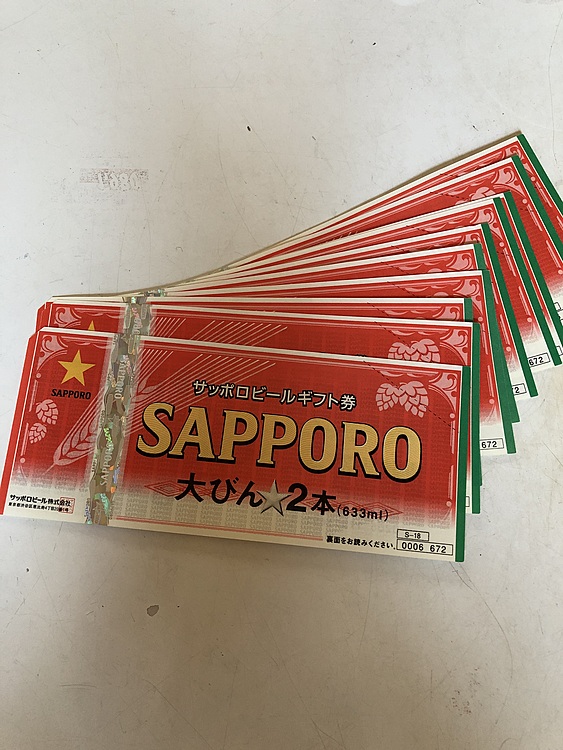 SAPPORO
サッポロビールギフト券
SAPPORO
大びん★2本(633ml)
サッポロビール株式会社
裏面をお読みください。
S-18
0006 672
672
2
672